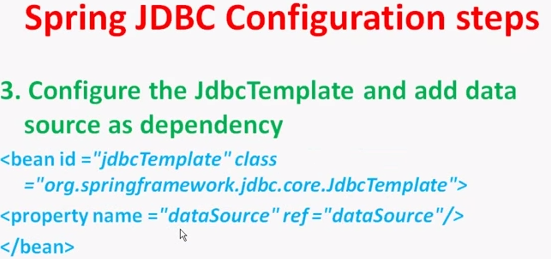 Spring JDBC Configuration steps
3. Configure the JdbcTemplate and add data
source as dependency
<bean id ="jdbcTemplate" class
="org.springframework.jdbc.core.JdbcTemplate">
<property name ="dataSource" ref ="dataSource"/>
</bean>